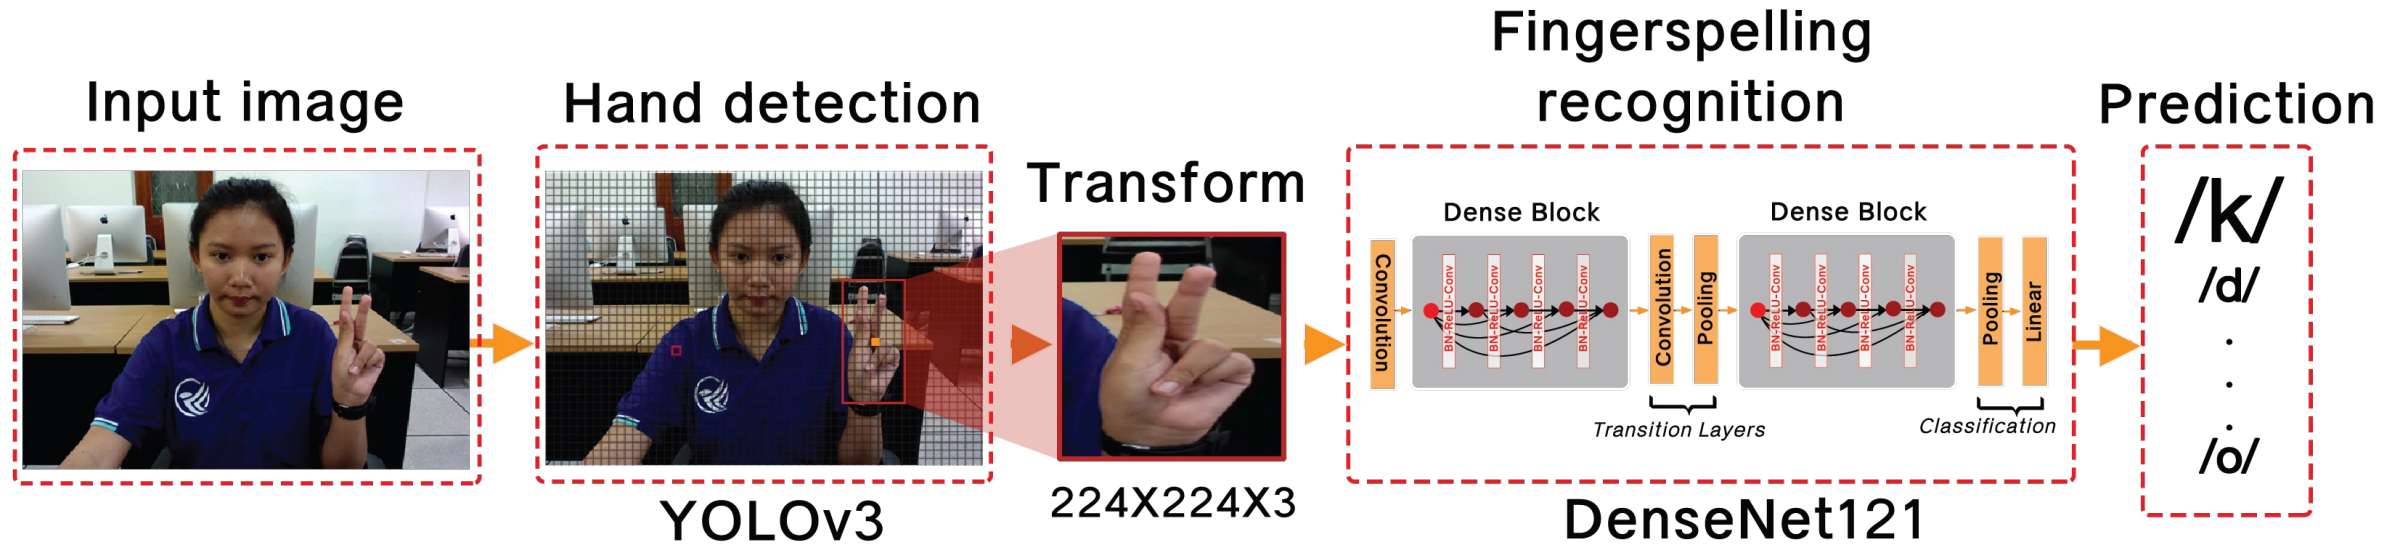 Input image
Hand detection
YOLOv3
Transform
224X224X3
Fingerspelling
recognition
Dense Block
Dense Block
Convolution
BN-ReLU-Conv
BN-ReLU-Conv
BN-ReLU-Conv
BN-ReLU-Conv
Convolution
Pooling
BN-ReLU-Conv
BN-ReLU-Conv
BN-ReLU-Conv
BN-ReLU-Conv
Pooling
Linear
Transition Layers
Classification
DenseNet121
Prediction
/k/
/d/
.
.
.
/o/